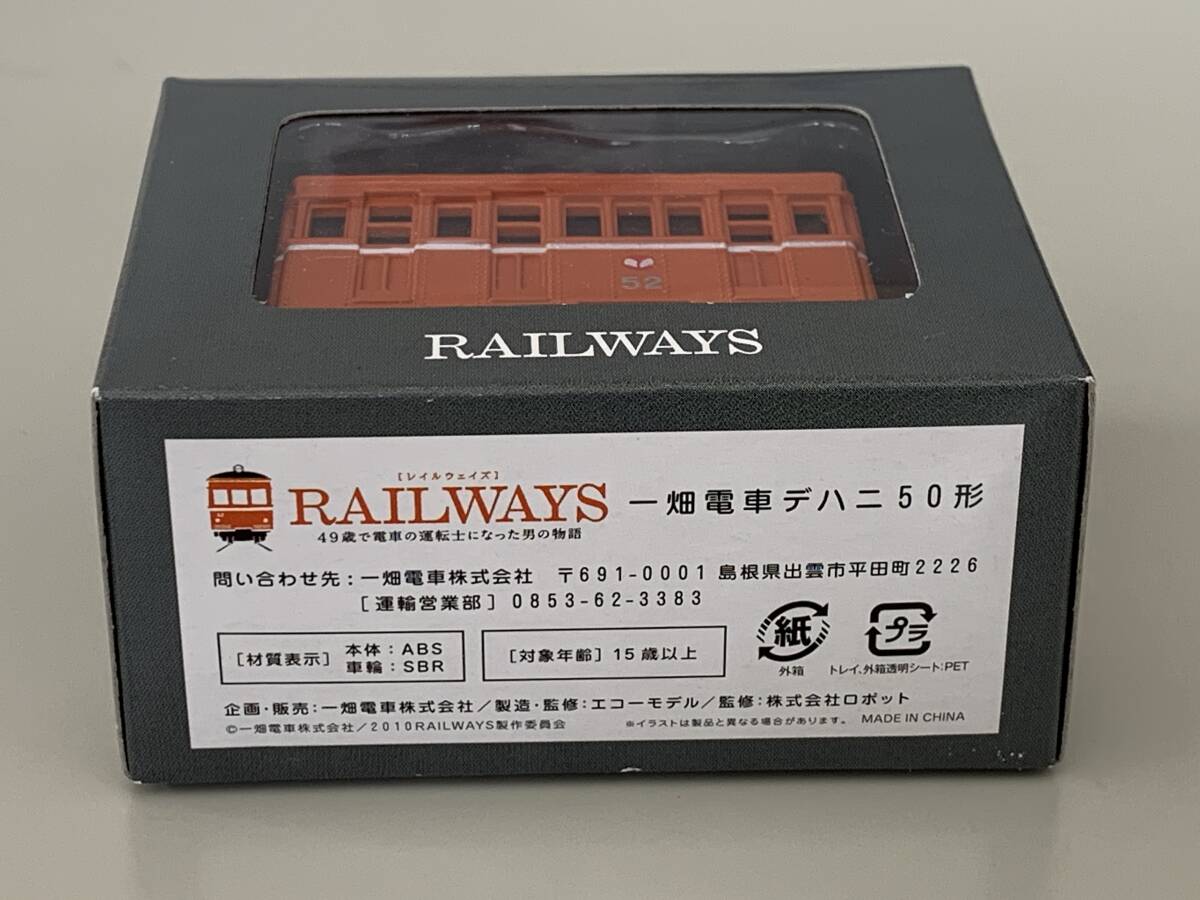 52
RAILWAYS
[レイルウェイズ]
RAILWAYS
49歳で電車の運転士になった男の物語
一畑電車デハニ50形
問い合わせ先:一畑電車株式会社 〒691-0001 島根県出雲市平田町2226
[運輸営業部] 0853-62-3383
[材質表示] 本体:ABS
車輪:SBR
[対象年齢] 15歳以上
紙
外箱
プラ
トレイ、外箱透明シート:PET
企画・販売:一畑電車株式会社/製造・監修:エコーモデル/監修:株式会社ロボット
©一畑電車株式会社/2010RAILWAYS製作委員会
※イラストは製品と異なる場合があります。 MADE IN CHINA